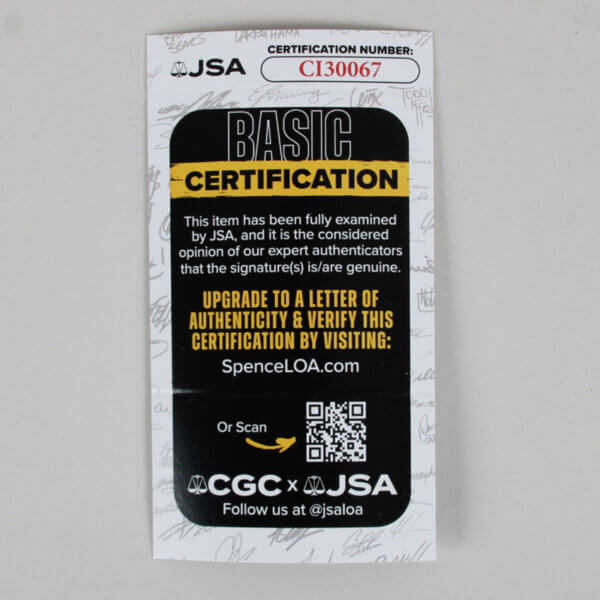 LARRY HAMA
CERTIFICATION NUMBER:
JSA
CI30067
BASIC
CERTIFICATION
This item has been fully examined
by JSA, and it is the considered
opinion of our expert authenticators
that the signature(s) is/are genuine.
UPGRADE TO A LETTER OF
AUTHENTICITY & VERIFY THIS
CERTIFICATION BY VISITING:
SpenceLOA.com
Or Scan
CGC x JSA
Follow us at @jsaloa